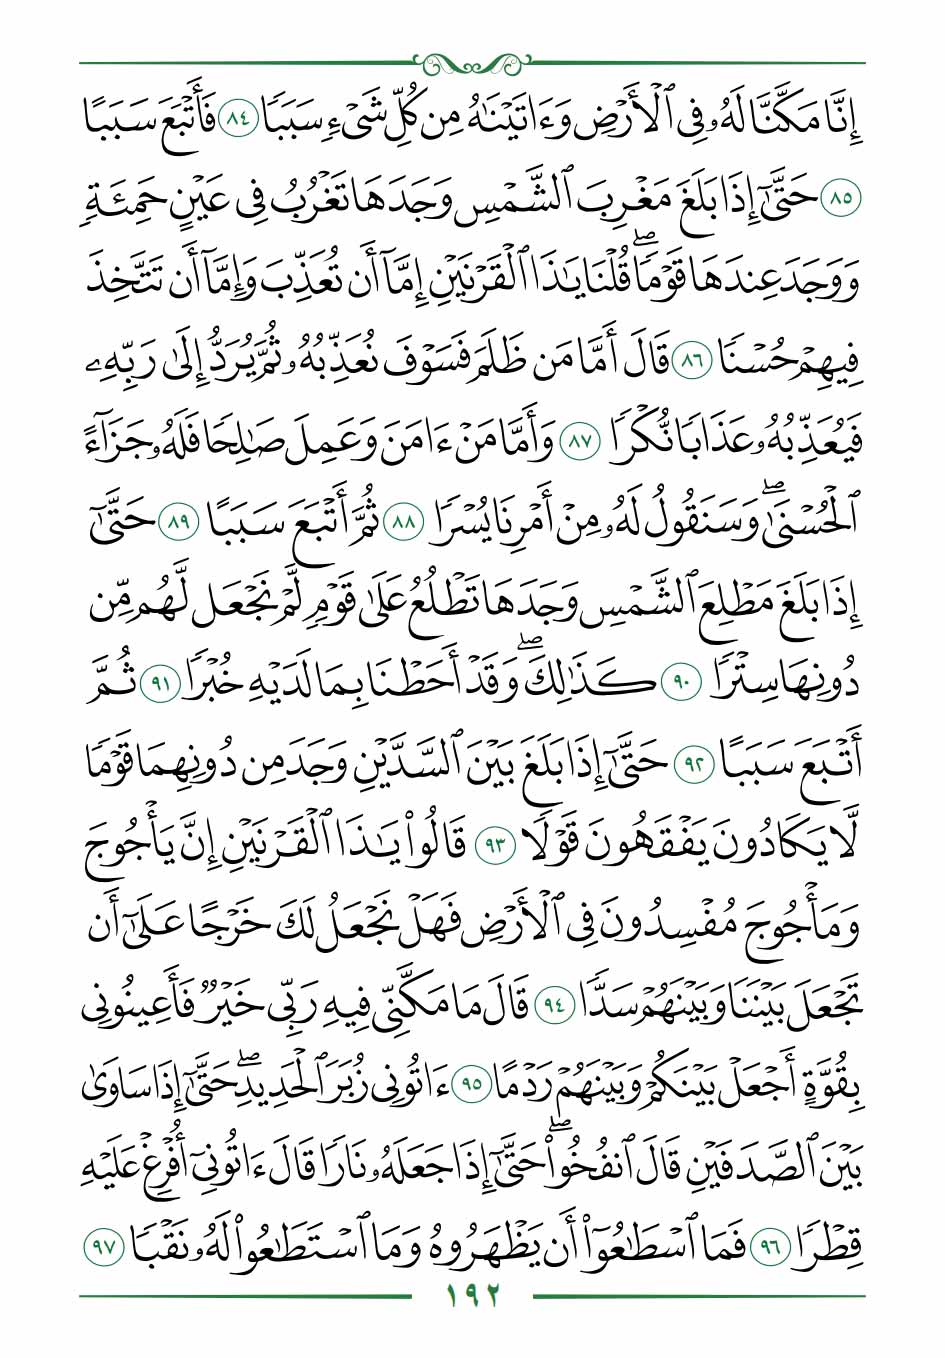 إِنَّا مَكَّنَّا لَهُۥ فِي ٱلۡأَرۡضِ وَءَاتَيۡنَٰهُ مِن كُلِّ شَيۡءٖ سَبَبٗا ٨٤ فَأَتۡبَعَ سَبَبًا
٨٥ حَتَّىٰٓ إِذَا بَلَغَ مَغۡرِبَ ٱلشَّمۡسِ وَجَدَهَا تَغۡرُبُ فِي عَيۡنٍ حَمِئَةٖ
وَوَجَدَ عِندَهَا قَوۡمٗاۖ قُلۡنَا يَٰذَا ٱلۡقَرۡنَيۡنِ إِمَّآ أَن تُعَذِّبَ وَإِمَّآ أَن تَتَّخِذَ
فِيهِمۡ حُسۡنٗا ٨٦ قَالَ أَمَّا مَن ظَلَمَ فَسَوۡفَ نُعَذِّبُهُۥ ثُمَّ يُرَدُّ إِلَىٰ رَبِّهِۦ
فَيُعَذِّبُهُۥ عَذَابٗا نُّكۡرٗا ٨٧ وَأَمَّا مَنۡ ءَامَنَ وَعَمِلَ صَٰلِحٗا فَلَهُۥ جَزَآءً
ٱلۡحُسۡنَىٰۖ وَسَنَقُولُ لَهُۥ مِنۡ أَمۡرِنَا يُسۡرٗا ٨٨ ثُمَّ أَتۡبَعَ سَبَبًا ٨٩ حَتَّىٰٓ
إِذَا بَلَغَ مَطۡلِعَ ٱلشَّمۡسِ وَجَدَهَا تَطۡلُعُ عَلَىٰ قَوۡمٖ لَّمۡ نَجۡعَل لَّهُم مِّن
دُونِهَا سِتۡرٗا ٩٠ كَذَٰلِكَۖ وَقَدۡ أَحَطۡنَا بِمَا لَدَيۡهِ خُبۡرٗا ٩١ ثُمَّ
أَتۡبَعَ سَبَبًا ٩٢ حَتَّىٰٓ إِذَا بَلَغَ بَيۡنَ ٱلسَّدَّيۡنِ وَجَدَ مِن دُونِهِمَا قَوۡمٗا
لَّا يَكَادُونَ يَفۡقَهُونَ قَوۡلٗا ٩٣ قَالُواْ يَٰذَا ٱلۡقَرۡنَيۡنِ إِنَّ يَأۡجُوجَ
وَمَأۡجُوجَ مُفۡسِدُونَ فِي ٱلۡأَرۡضِ فَهَلۡ نَجۡعَلُ لَكَ خَرۡجًا عَلَىٰٓ أَن
تَجۡعَلَ بَيۡنَنَا وَبَيۡنَهُمۡ سَدّٗا ٩٤ قَالَ مَا مَكَّنِّي فِيهِ رَبِّي خَيۡرٞ فَأَعِينُونِي
بِقُوَّةٍ أَجۡعَلۡ بَيۡنَكُمۡ وَبَيۡنَهُمۡ رَدۡمًا ٩٥ ءَاتُونِي زُبَرَ ٱلۡحَدِيدِۖ حَتَّىٰٓ إِذَا سَاوَىٰ
بَيۡنَ ٱلصَّدَفَيۡنِ قَالَ ٱنفُخُواْۖ حَتَّىٰٓ إِذَا جَعَلَهُۥ نَارٗا قَالَ ءَاتُونِيٓ أُفۡرِغۡ عَلَيۡهِ
قِطۡرٗا ٩٦ فَمَا ٱسۡطَٰعُوٓاْ أَن يَظۡهَرُوهُ وَمَا ٱسۡتَطَٰعُواْ لَهُۥ نَقۡبٗا ٩٧
١٩٢